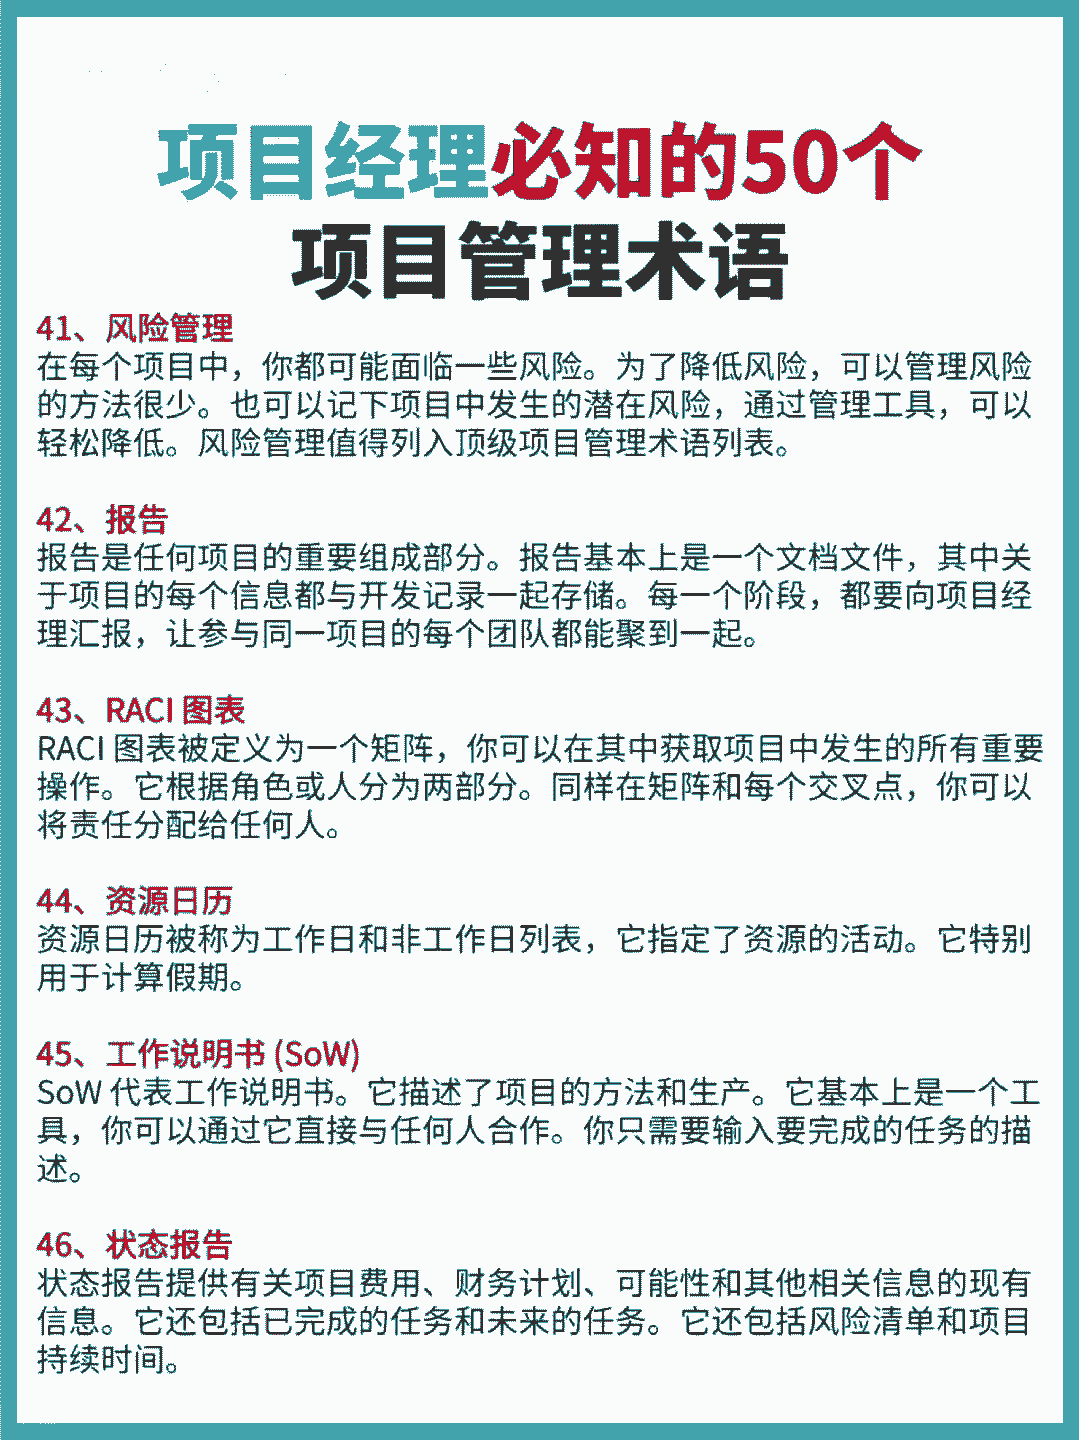 项目经理必知的50个
项目管理术语
41、风险管理
在每个项目中，你都可能面临一些风险。为了降低风险，可以管理风险
的方法很少。也可以记下项目中发生的潜在风险，通过管理工具，可以
轻松降低。风险管理值得列入顶级项目管理术语列表。
42、报告
报告是任何项目的重要组成部分。报告基本上是一个文档文件，其中关
于项目的每个信息都与开发记录一起存储。每一个阶段，都要向项目经
理汇报，让参与同一项目的每个团队都能聚到一起。
43、RACI 图表
RACI 图表被定义为一个矩阵，你可以在其中获取项目中发生的所有重要
操作。它根据角色或人分为两部分。同样在矩阵和每个交叉点，你可以
将责任分配给任何人。
44、资源日历
资源日历被称为工作日和非工作日列表，它指定了资源的活动。它特别
用于计算假期。
45、工作说明书 (SoW)
SoW 代表工作说明书。它描述了项目的方法和生产。它基本上是一个工
具，你可以通过它直接与任何人合作。你只需要输入要完成的任务的描
述。
46、状态报告
状态报告提供有关项目费用、财务计划、可能性和其他相关信息的现有
信息。它还包括已完成的任务和未来的任务。它还包括风险清单和项目
持续时间。